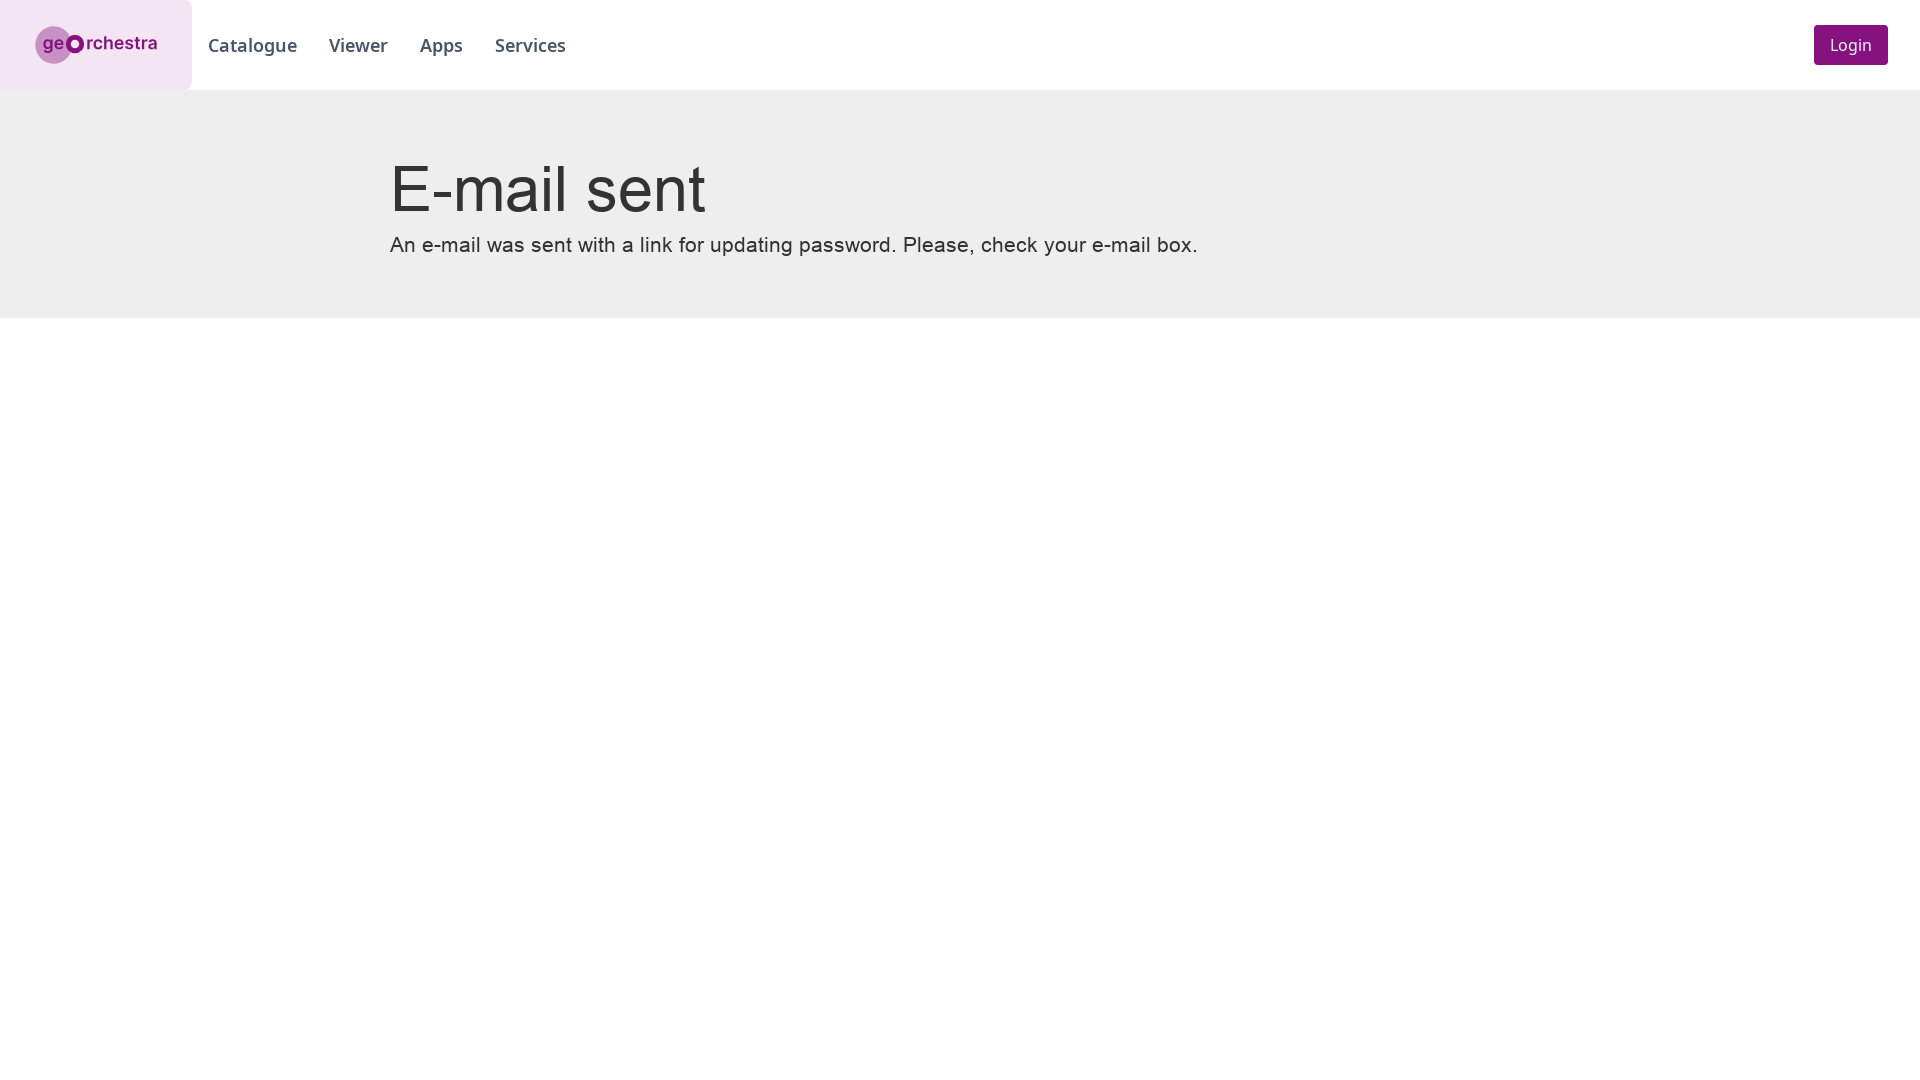 georchestra
Catalogue
Viewer
Apps
Services
Login
E-mail sent
An e-mail was sent with a link for updating password. Please, check your e-mail box.